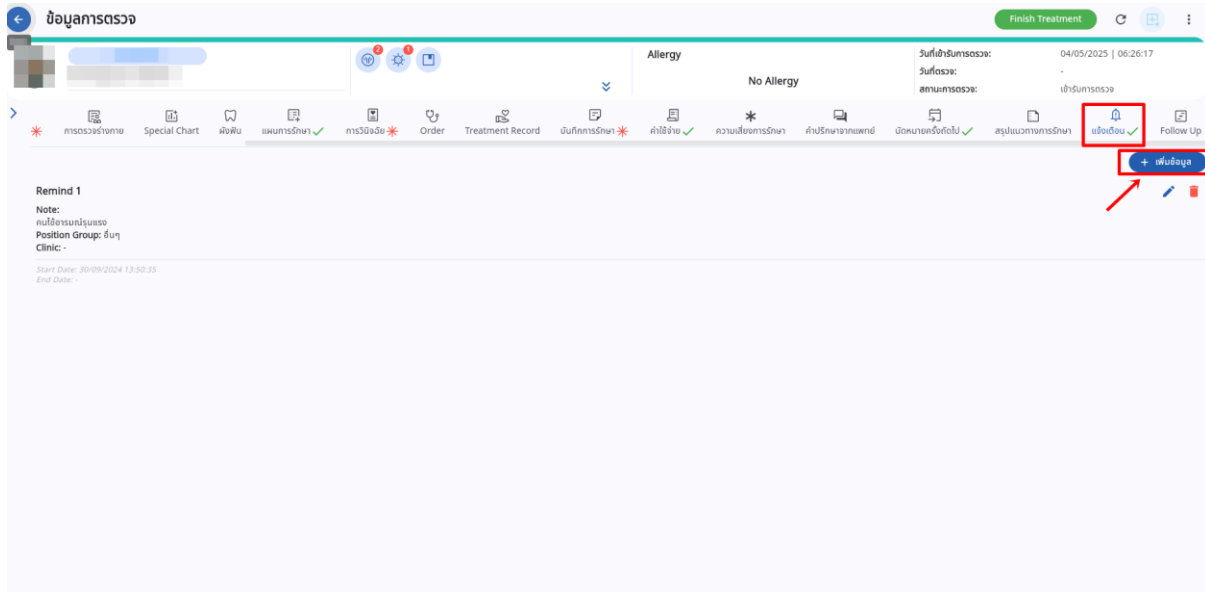 ข้อมูลการตรวจ
Finish Treatment
2
1
Allergy
No Allergy
วันที่เข้ารับการตรวจ: 04/05/2025 | 06:26:17
วันที่ตรวจ: -
สถานะการตรวจ: เข้ารับการตรวจ
การตรวจร่างกาย
Special Chart
ผังฟัน
แผนการรักษา
การวินิจฉัย
Order
Treatment Record
บันทึกการรักษา
ค่าใช้จ่าย
ความเสี่ยงการรักษา
คำปรึกษาจากแพทย์
นัดหมายครั้งถัดไป
สรุปแนวทางการรักษา
แจ้งเตือน
Follow Up
+ เพิ่มข้อมูล
Remind 1
Note:
คนไข้อารมณ์รุนแรง
Position Group: อื่นๆ
Clinic: -
Start Date: 30/09/2024 13:50:35
End Date: -